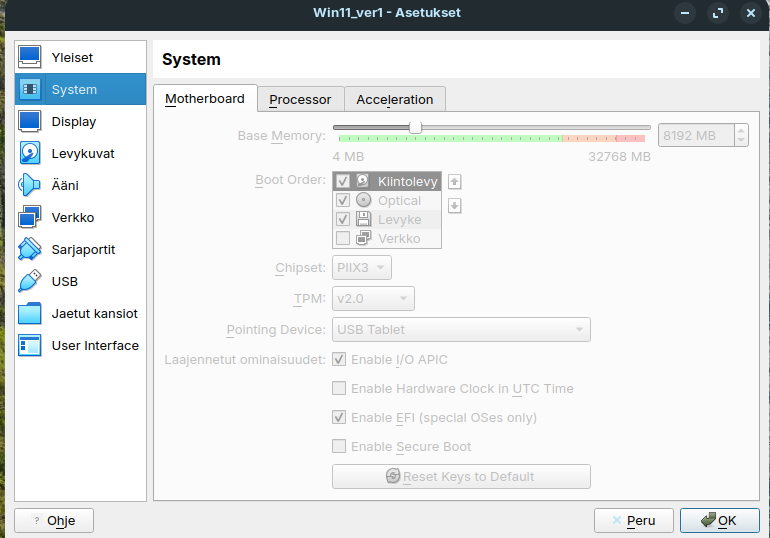 Win11_ver1 - Asetukset
Yleiset
System
Display
Levykuvat
Ääni
Verkko
Sarjaportit
USB
Jaetut kansiot
User Interface
System
Motherboard Processor Acceleration
Base Memory: 8192 MB
4 MB 32768 MB
Boot Order: Kiintolevy
Optical
Levyke
Verkko
Chipset: PIIX3
TPM: v2.0
Pointing Device: USB Tablet
Laajennetut ominaisuudet: Enable I/O APIC
Enable Hardware Clock in UTC Time
Enable EFI (special OSes only)
Enable Secure Boot
Reset Keys to Default
? Ohje Peru OK